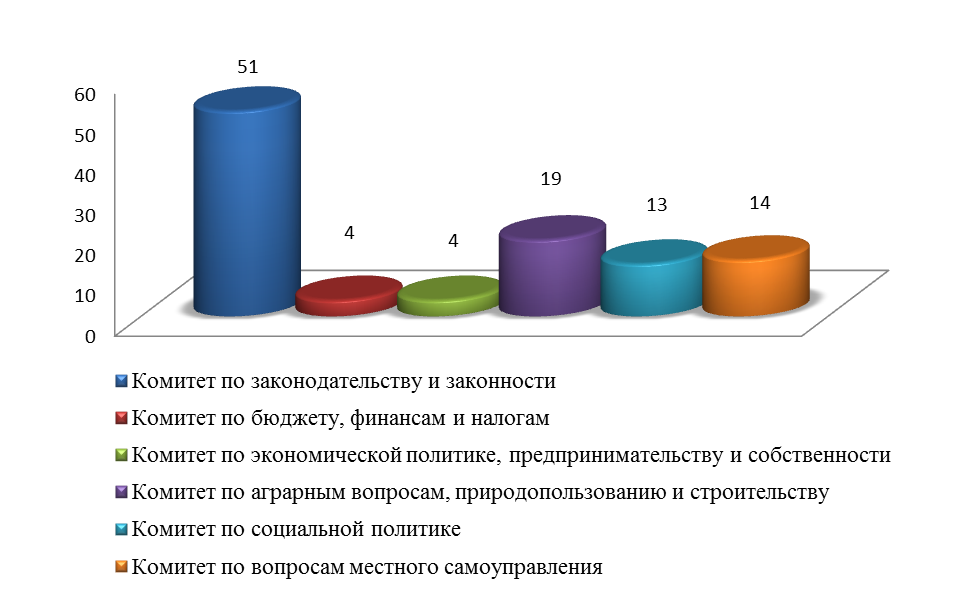 51
60
50
40
30
20
10
0
4
4
19
13
14
Комитет по законодательству и законности
Комитет по бюджету, финансам и налогам
Комитет по экономической политике, предпринимательству и собственности
Комитет по аграрным вопросам, природопользованию и строительству
Комитет по социальной политике
Комитет по вопросам местного самоуправления